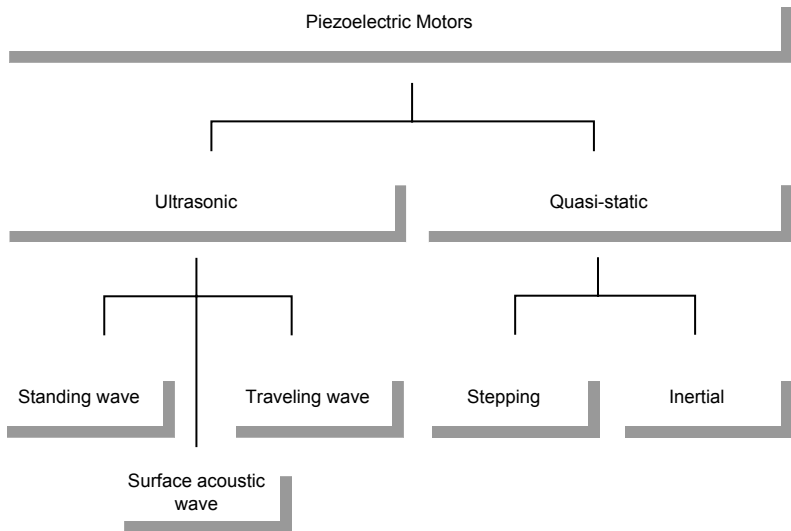 Piezoelectric Motors
Ultrasonic
Quasi-static
Standing wave
Traveling wave
Stepping
Inertial
Surface acoustic
wave